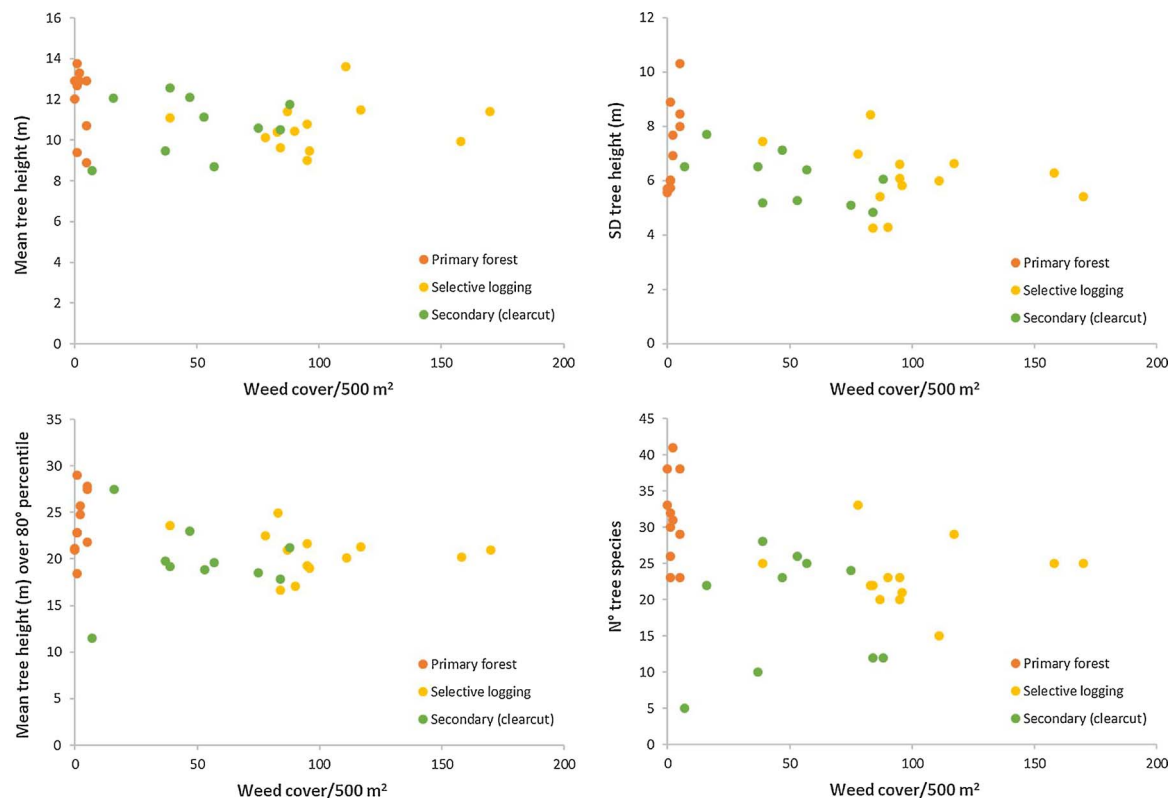 16
14
12
10
8
6
4
2
0
Mean tree height (m)
0 50 100 150 200
Weed cover/500 m²
Primary forest
Selective logging
Secondary (clearcut)
12
10
8
6
4
2
0
SD tree height (m)
0 50 100 150 200
Weed cover/500 m²
Primary forest
Selective logging
Secondary (clearcut)
35
30
25
20
15
10
5
0
Mean tree height (m) over 80° percentile
0 50 100 150 200
Weed cover/500 m²
Primary forest
Selective logging
Secondary (clearcut)
45
40
35
30
25
20
15
10
5
0
N° tree species
0 50 100 150 200
Weed cover/500 m²
Primary forest
Selective logging
Secondary (clearcut)